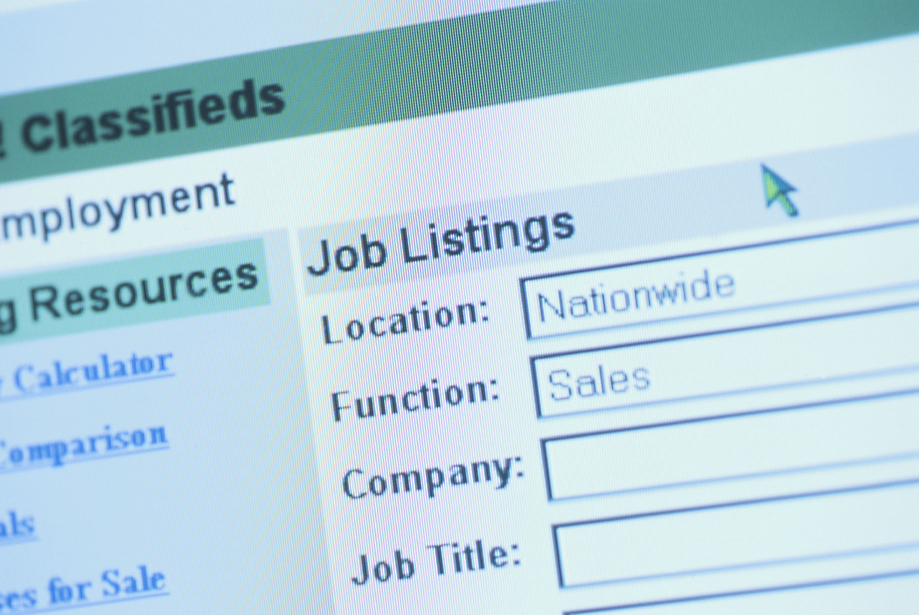 Classifieds
mployment
g Resources
Calculator
Comparison
als
es for Sale
Job Listings
Location: Nationwide
Function: Sales
Company:
Job Title: